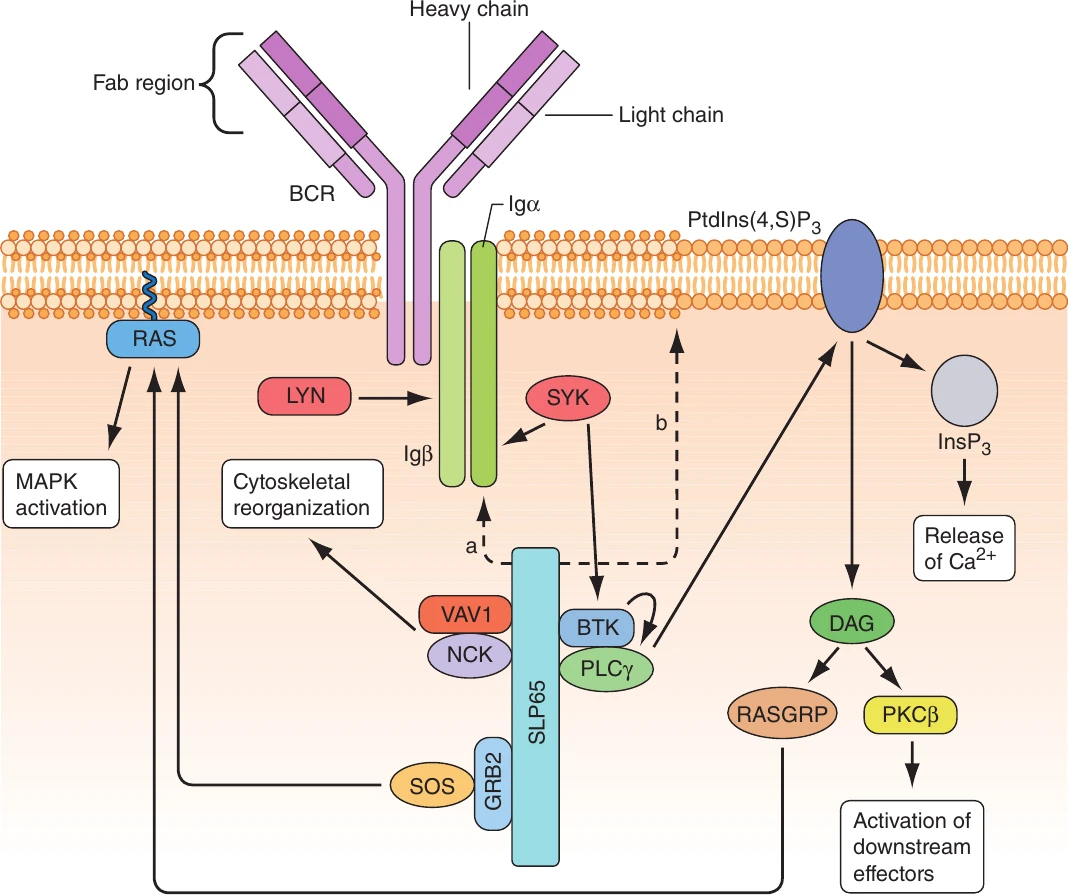 Heavy chain
Fab region
Light chain
BCR
Igα
PtdIns(4,S)P3
RAS
LYN
SYK
b
InsP3
Igβ
MAPK
activation
Cytoskeletal
reorganization
Release
of Ca2+
a
VAV1
BTK
DAG
NCK
PLCγ
SLP65
RASGRP
PKCβ
SOS
GRB2
Activation of
downstream
effectors